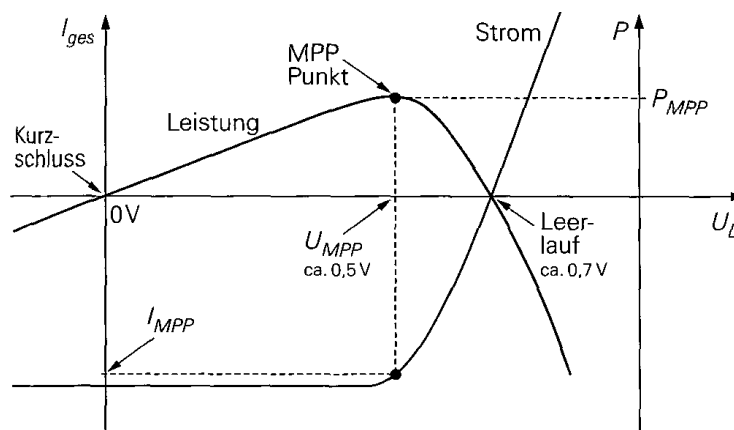 I_ges
Strom
P
MPP
Punkt
P_MPP
Leistung
Kurz-
schluss
0V
U_MPP
ca. 0,5 V
Leer-
lauf
ca. 0,7 V
U_L
I_MPP